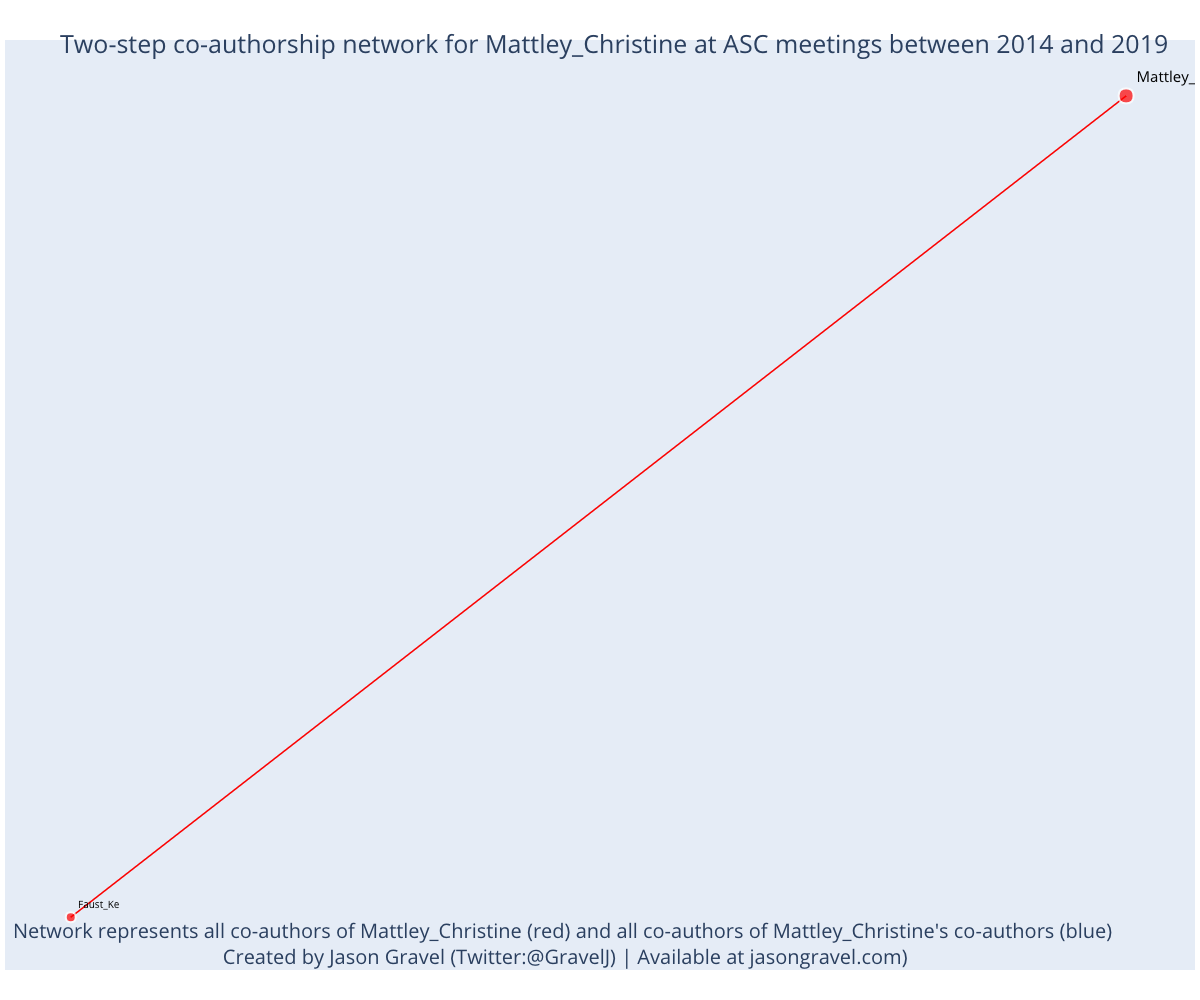 Two-step co-authorship network for Mattley_Christine at ASC meetings between 2014 and 2019
Mattley_
Faust_Ke
Network represents all co-authors of Mattley_Christine (red) and all co-authors of Mattley_Christine's co-authors (blue)
Created by Jason Gravel (Twitter:@GravelJ) | Available at jasongravel.com)